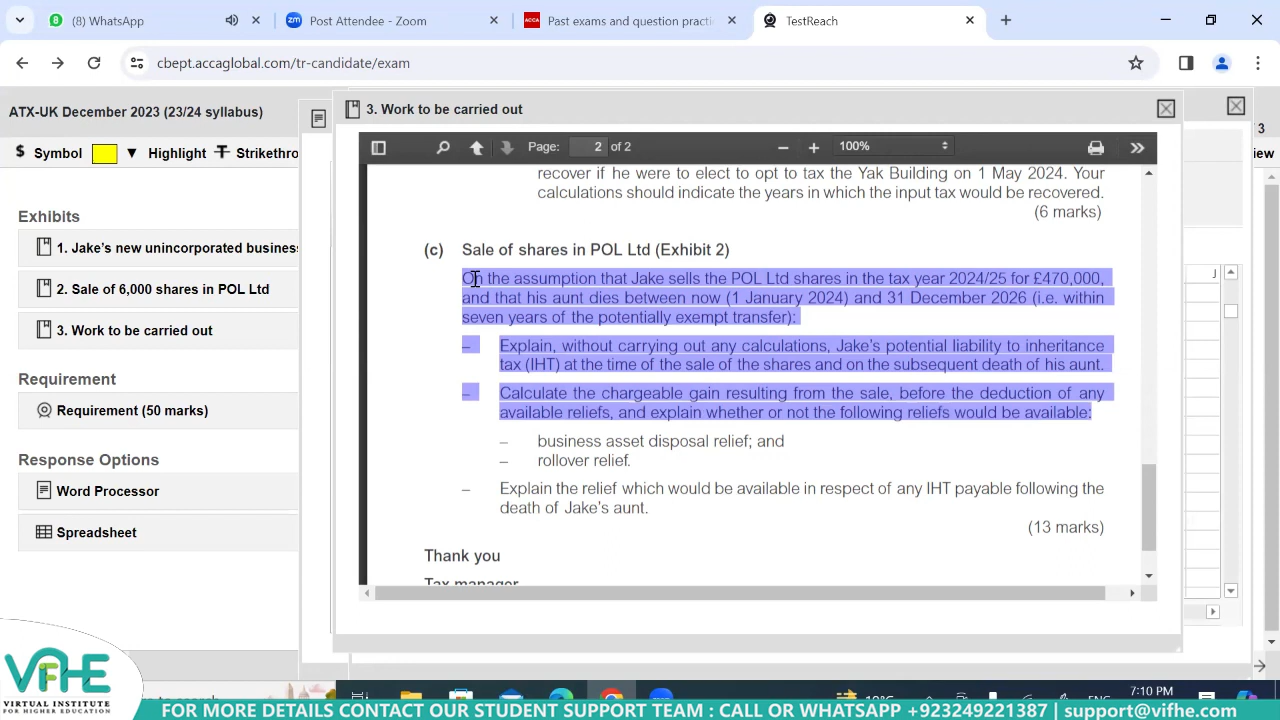 (8) WhatsApp
Post Attendee - Zoom
ACCA
Past exams and question practi
TestReach
cbept.accaglobal.com/tr-candidate/exam
ATX-UK December 2023 (23/24 syllabus)
3. Work to be carried out
3
$ Symbol
Highlight
Strikethro
view
Page: 2 of 2
100%
Exhibits
1. Jake's new unincorporated busines
2. Sale of 6,000 shares in POL Ltd
3. Work to be carried out
Requirement
Requirement (50 marks)
Response Options
Word Processor
Spreadsheet
recover if he were to elect to opt to tax the Yak Building on 1 May 2024. Your
calculations should indicate the years in which the input tax would be recovered.
(6 marks)
(c) Sale of shares in POL Ltd (Exhibit 2)
On the assumption that Jake sells the POL Ltd shares in the tax year 2024/25 for £470,000,
and that his aunt dies between now (1 January 2024) and 31 December 2026 (i.e. within
seven years of the potentially exempt transfer):
– Explain, without carrying out any calculations, Jake's potential liability to inheritance
tax (IHT) at the time of the sale of the shares and on the subsequent death of his aunt.
– Calculate the chargeable gain resulting from the sale, before the deduction of any
available reliefs, and explain whether or not the following reliefs would be available:
– business asset disposal relief; and
– rollover relief.
– Explain the relief which would be available in respect of any IHT payable following the
death of Jake's aunt.
(13 marks)
Thank you
Tax manager
J
ENG
7:10 PM
VIFHE
VIRTUAL INSTITUTE
FOR HIGHER EDUCATION
FOR MORE DETAILS CONTACT OUR STUDENT SUPPORT TEAM : CALL OR WHATSAPP +923249221387 | support@vifhe.com